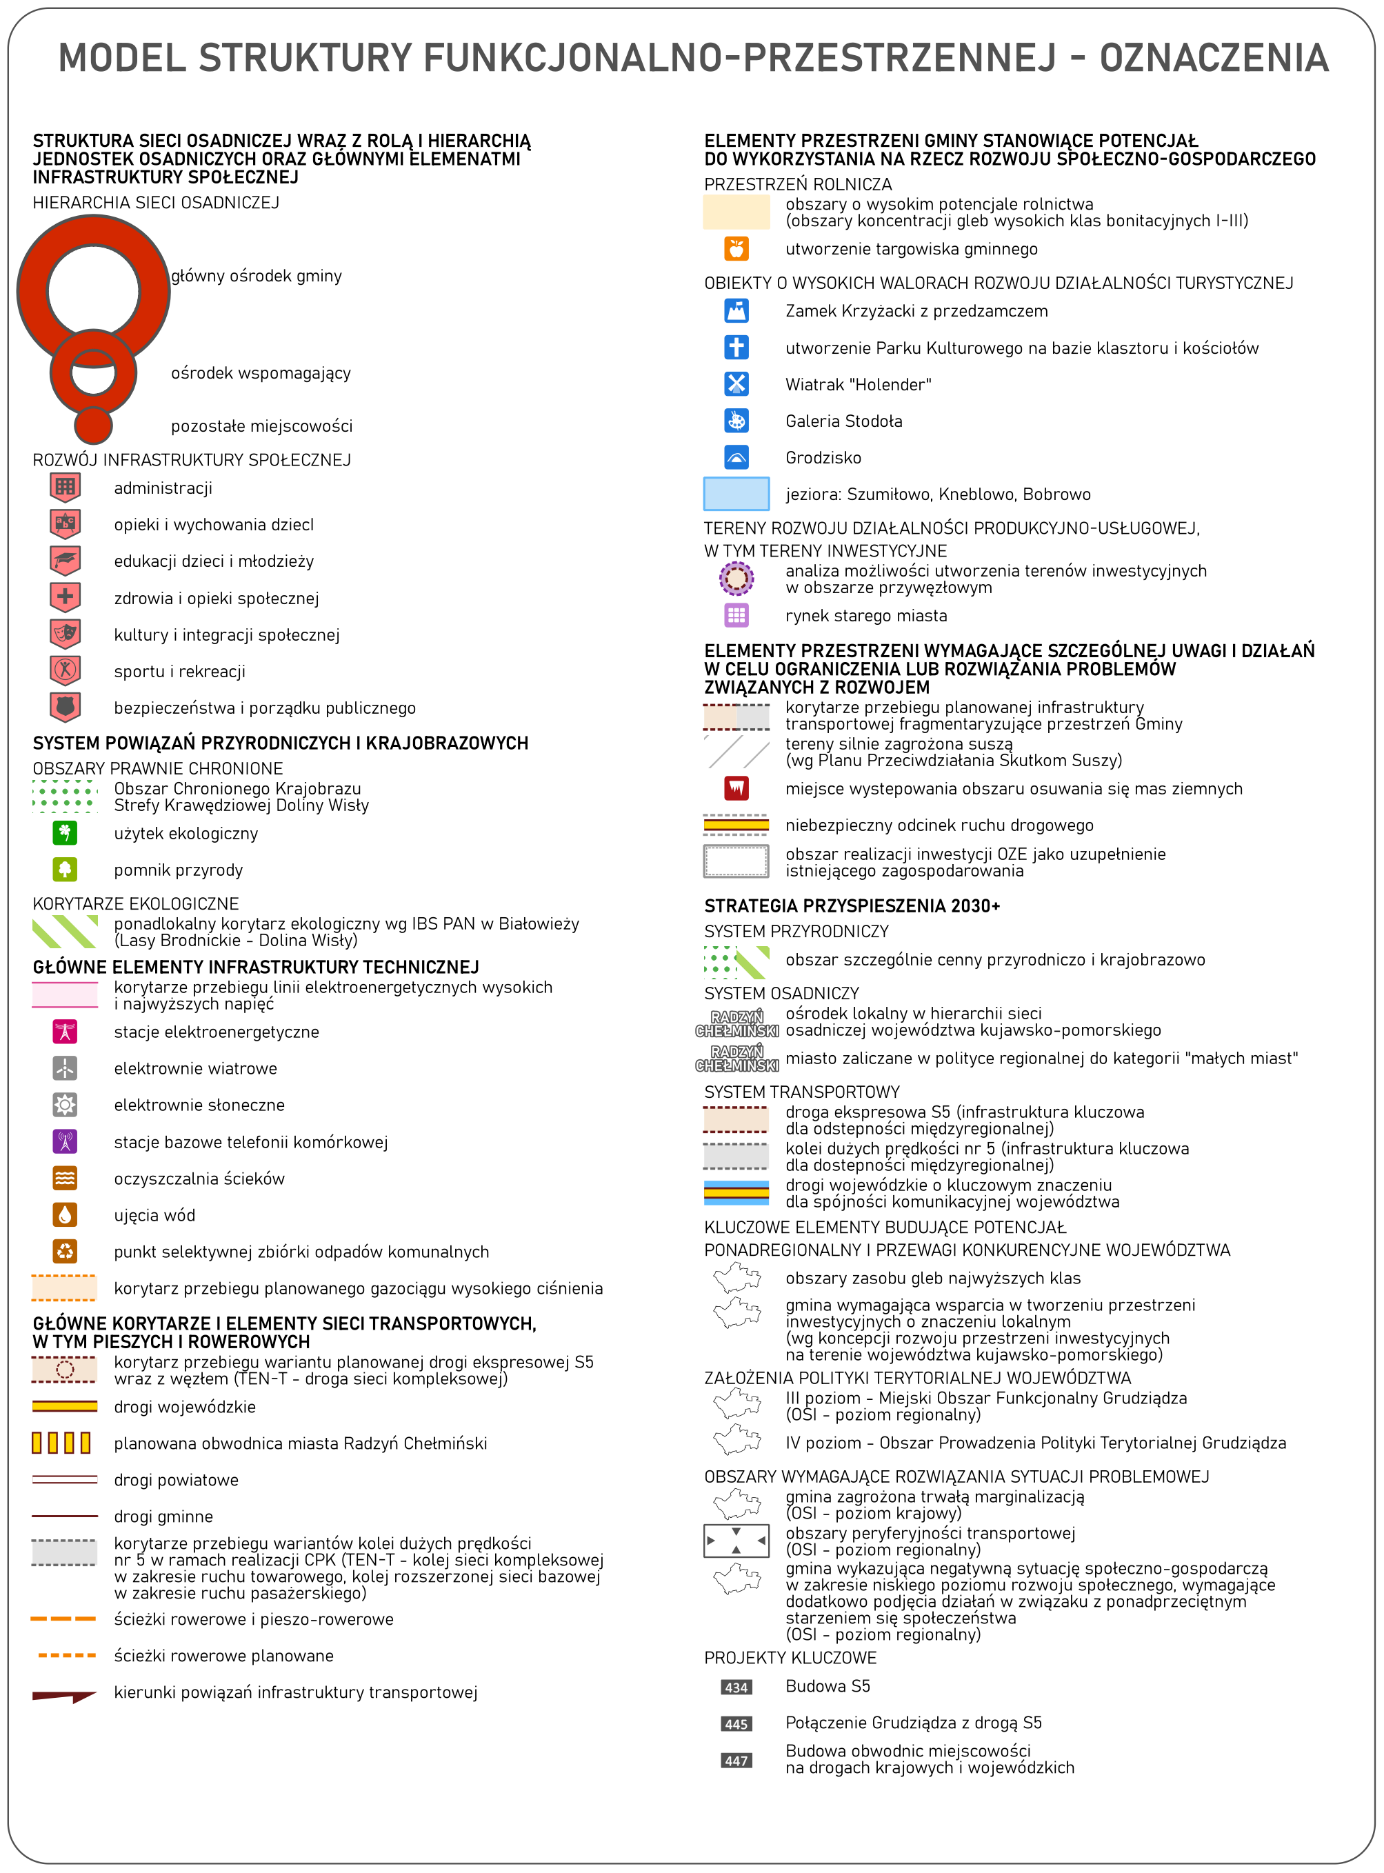 MODEL STRUKTURY FUNKCJONALNO-PRZESTRZENNEJ - OZNACZENIA
STRUKTURA SIECI OSADNICZEJ WRAZ Z ROLĄ I HIERARCHIĄ
JEDNOSTEK OSADNICZYCH ORAZ GŁÓWNYMI ELEMENATMI
INFRASTRUKTURY SPOŁECZNEJ
HIERARCHIA SIECI OSADNICZEJ
główny ośrodek gminy
ośrodek wspomagający
pozostałe miejscowości
ROZWÓJ INFRASTRUKTURY SPOŁECZNEJ
administracji
opieki i wychowania dziecI
edukacji dzieci i młodzieży
zdrowia i opieki społecznej
kultury i integracji społecznej
sportu i rekreacji
bezpieczeństwa i porządku publicznego
SYSTEM POWIĄZAŃ PRZYRODNICZYCH I KRAJOBRAZOWYCH
OBSZARY PRAWNIE CHRONIONE
Obszar Chronionego Krajobrazu
Strefy Krawędziowej Doliny Wisły
użytek ekologiczny
pomnik przyrody
KORYTARZE EKOLOGICZNE
ponadlokalny korytarz ekologiczny wg IBS PAN w Białowieży
(Lasy Brodnickie - Dolina Wisły)
GŁÓWNE ELEMENTY INFRASTRUKTURY TECHNICZNEJ
korytarze przebiegu linii elektroenergetycznych wysokich
i najwyższych napięć
stacje elektroenergetyczne
elektrownie wiatrowe
elektrownie słoneczne
stacje bazowe telefonii komórkowej
oczyszczalnia ścieków
ujęcia wód
punkt selektywnej zbiórki odpadów komunalnych
korytarz przebiegu planowanego gazociągu wysokiego ciśnienia
GŁÓWNE KORYTARZE I ELEMENTY SIECI TRANSPORTOWYCH,
W TYM PIESZYCH I ROWEROWYCH
korytarz przebiegu wariantu planowanej drogi ekspresowej S5
wraz z węzłem (TEN-T - droga sieci kompleksowej)
drogi wojewódzkie
planowana obwodnica miasta Radzyń Chełmiński
drogi powiatowe
drogi gminne
korytarze przebiegu wariantów kolei dużych prędkości
nr 5 w ramach realizacji CPK (TEN-T - kolej sieci kompleksowej
w zakresie ruchu towarowego, kolej rozszerzonej sieci bazowej
w zakresie ruchu pasażerskiego)
ścieżki rowerowe i pieszo-rowerowe
ścieżki rowerowe planowane
kierunki powiązań infrastruktury transportowej
ELEMENTY PRZESTRZENI GMINY STANOWIĄCE POTENCJAŁ
DO WYKORZYSTANIA NA RZECZ ROZWOJU SPOŁECZNO-GOSPODARCZEGO
PRZESTRZEŃ ROLNICZA
obszary o wysokim potencjale rolnictwa
(obszary koncentracji gleb wysokich klas bonitacyjnych I-III)
utworzenie targowiska gminnego
OBIEKTY O WYSOKICH WALORACH ROZWOJU DZIAŁALNOŚCI TURYSTYCZNEJ
Zamek Krzyżacki z przedzamczem
utworzenie Parku Kulturowego na bazie klasztoru i kościołów
Wiatrak "Holender"
Galeria Stodoła
Grodzisko
jeziora: Szumiłowo, Kneblowo, Bobrowo
TERENY ROZWOJU DZIAŁALNOŚCI PRODUKCYJNO-USŁUGOWEJ,
W TYM TERENY INWESTYCYJNE
analiza możliwości utworzenia terenów inwestycyjnych
w obszarze przywęzłowym
rynek starego miasta
ELEMENTY PRZESTRZENI WYMAGAJĄCE SZCZEGÓLNEJ UWAGI I DZIAŁAŃ
W CELU OGRANICZENIA LUB ROZWIĄZANIA PROBLEMÓW
ZWIĄZANYCH Z ROZWOJEM
korytarze przebiegu planowanej infrastruktury
transportowej fragmentaryzujące przestrzeń Gminy
tereny silnie zagrożona suszą
(wg Planu Przeciwdziałania Skutkom Suszy)
miejsce wystepowania obszaru osuwania się mas ziemnych
niebezpieczny odcinek ruchu drogowego
obszar realizacji inwestycji OZE jako uzupełnienie
istniejącego zagospodarowania
STRATEGIA PRZYSPIESZENIA 2030+
SYSTEM PRZYRODNICZY
obszar szczególnie cenny przyrodniczo i krajobrazowo
SYSTEM OSADNICZY
RADZYŃ
CHEŁMIŃSKI
ośrodek lokalny w hierarchii sieci
osadniczej województwa kujawsko-pomorskiego
RADZYŃ
CHEŁMIŃSKI
miasto zaliczane w polityce regionalnej do kategorii "małych miast"
SYSTEM TRANSPORTOWY
droga ekspresowa S5 (infrastruktura kluczowa
dla odstepności międzyregionalnej)
kolei dużych prędkości nr 5 (infrastruktura kluczowa
dla dostepności międzyregionalnej)
drogi wojewódzkie o kluczowym znaczeniu
dla spójności komunikacyjnej województwa
KLUCZOWE ELEMENTY BUDUJĄCE POTENCJAŁ
PONADREGIONALNY I PRZEWAGI KONKURENCYJNE WOJEWÓDZTWA
obszary zasobu gleb najwyższych klas
gmina wymagająca wsparcia w tworzeniu przestrzeni
inwestycyjnych o znaczeniu lokalnym
(wg koncepcji rozwoju przestrzeni inwestycyjnych
na terenie województwa kujawsko-pomorskiego)
ZAŁOŻENIA POLITYKI TERYTORIALNEJ WOJEWÓDZTWA
III poziom - Miejski Obszar Funkcjonalny Grudziądza
(OSI - poziom regionalny)
IV poziom - Obszar Prowadzenia Polityki Terytorialnej Grudziądza
OBSZARY WYMAGAJĄCE ROZWIĄZANIA SYTUACJI PROBLEMOWEJ
gmina zagrożona trwałą marginalizacją
(OSI - poziom krajowy)
obszary peryferyjności transportowej
(OSI - poziom regionalny)
gmina wykazująca negatywną sytuację społeczno-gospodarczą
w zakresie niskiego poziomu rozwoju społecznego, wymagające
dodatkowo podjęcia działań w związaku z ponadprzeciętnym
starzeniem się społeczeństwa
(OSI - poziom regionalny)
PROJEKTY KLUCZOWE
434 Budowa S5
445 Połączenie Grudziądza z drogą S5
447 Budowa obwodnic miejscowości
na drogach krajowych i wojewódzkich